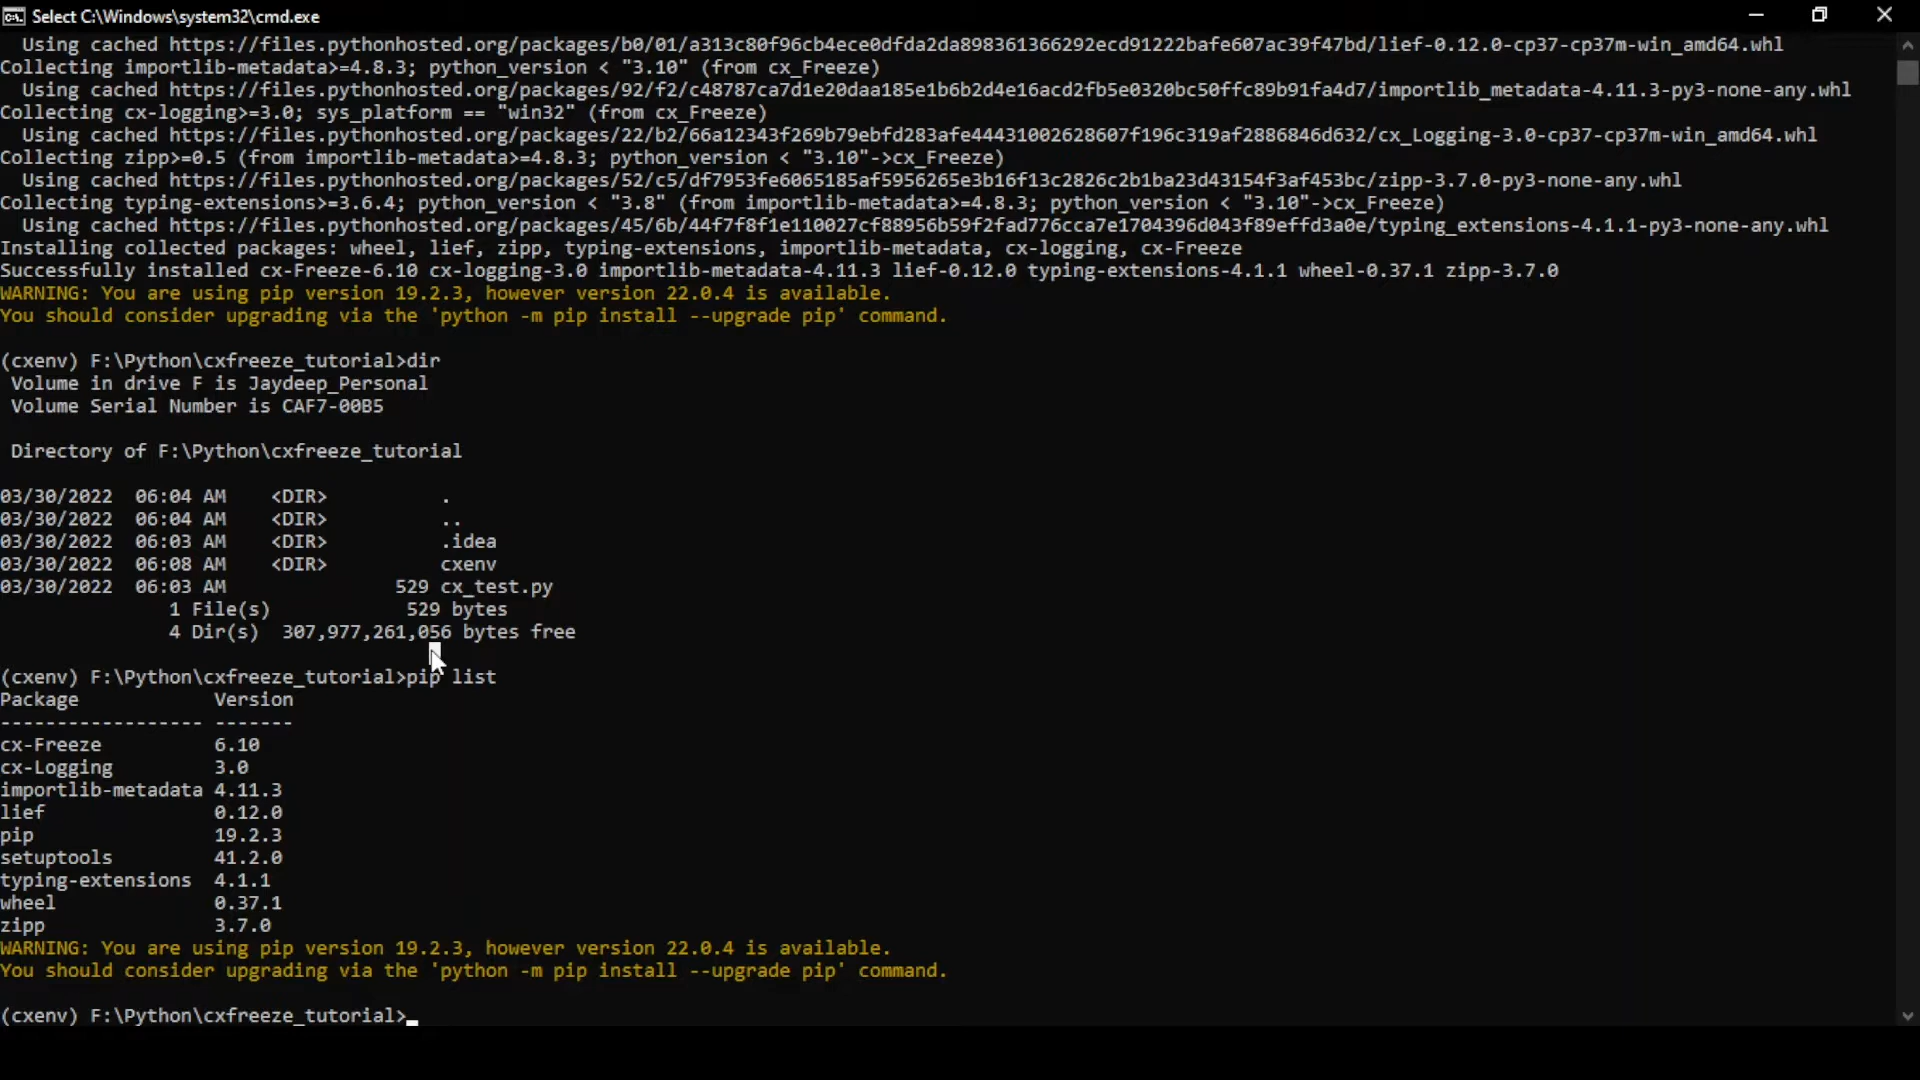 Select C:\Windows\system32\cmd.exe
Using cached https://files.pythonhosted.org/packages/b0/01/a313c80f96cb4ece0dfda2da898361366292ecd91222bafe607ac39f47bd/lief-0.12.0-cp37-cp37m-win_amd64.whl
Collecting importlib-metadata>=4.8.3; python_version < "3.10" (from cx_Freeze)
Using cached https://files.pythonhosted.org/packages/92/f2/c48787ca7d1e20daa185e1b6b2d4e16acd2fb5e0320bc50ffc89b91fa4d7/importlib_metadata-4.11.3-py3-none-any.whl
Collecting cx-logging>=3.0; sys_platform == "win32" (from cx_Freeze)
Using cached https://files.pythonhosted.org/packages/22/b2/66a12343f269b79ebfd283afe44431002628607f196c319af2886846d632/cx_Logging-3.0-cp37-cp37m-win_amd64.whl
Collecting zipp>=0.5 (from importlib-metadata>=4.8.3; python_version < "3.10"->cx_Freeze)
Using cached https://files.pythonhosted.org/packages/52/c5/df7953fe6065185af5956265e3b16f13c2826c2b1ba23d43154f3af453bc/zipp-3.7.0-py3-none-any.whl
Collecting typing-extensions>=3.6.4; python_version < "3.8" (from importlib-metadata>=4.8.3; python_version < "3.10"->cx_Freeze)
Using cached https://files.pythonhosted.org/packages/45/6b/44f7f8f1e110027cf88956b59f2fad776cca7e1704396d043f89effd3a0e/typing_extensions-4.1.1-py3-none-any.whl
Installing collected packages: wheel, lief, zipp, typing-extensions, importlib-metadata, cx-logging, cx-Freeze
Successfully installed cx-Freeze-6.10 cx-logging-3.0 importlib-metadata-4.11.3 lief-0.12.0 typing-extensions-4.1.1 wheel-0.37.1 zipp-3.7.0
WARNING: You are using pip version 19.2.3, however version 22.0.4 is available.
You should consider upgrading via the 'python -m pip install --upgrade pip' command.
(cxenv) F:\Python\cxfreeze_tutorial>dir
Volume in drive F is Jaydeep_Personal
Volume Serial Number is CAF7-00B5
Directory of F:\Python\cxfreeze_tutorial
03/30/2022  06:04 AM    <DIR>          .
03/30/2022  06:04 AM    <DIR>          ..
03/30/2022  06:03 AM    <DIR>          .idea
03/30/2022  06:08 AM    <DIR>          cxenv
03/30/2022  06:03 AM               529 cx_test.py
1 File(s)            529 bytes
4 Dir(s)  307,977,261,056 bytes free
(cxenv) F:\Python\cxfreeze_tutorial>pip list
Package            Version
------------------ -------
cx-Freeze          6.10
cx-Logging         3.0
importlib-metadata 4.11.3
lief               0.12.0
pip                19.2.3
setuptools         41.2.0
typing-extensions  4.1.1
wheel              0.37.1
zipp               3.7.0
WARNING: You are using pip version 19.2.3, however version 22.0.4 is available.
You should consider upgrading via the 'python -m pip install --upgrade pip' command.
(cxenv) F:\Python\cxfreeze_tutorial>